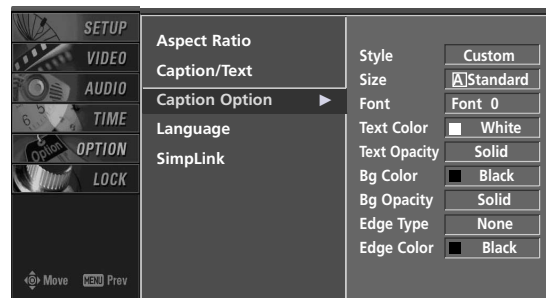 SETUP
VIDEO
AUDIO
TIME
OPTION
LOCK
Move MENU Prev
Aspect Ratio
Caption/Text
Caption Option ▶
Language
SimpLink
Style Custom
Size A Standard
Font Font 0
Text Color White
Text Opacity Solid
Bg Color Black
Bg Opacity Solid
Edge Type None
Edge Color Black